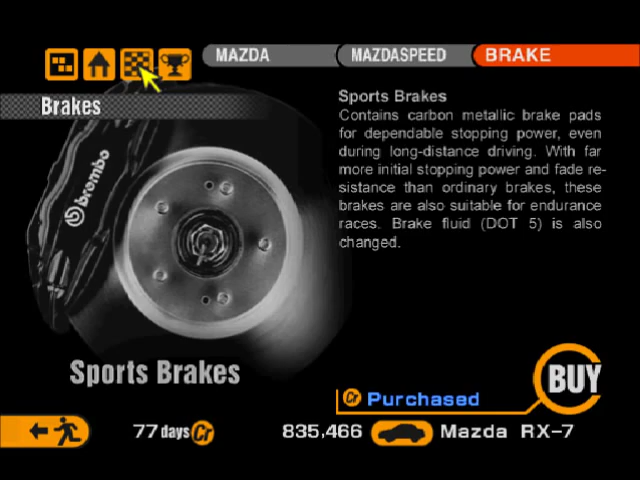 MAZDA
MAZDASPEED
BRAKE
Brakes
Sports Brakes
Contains carbon metallic brake pads
for dependable stopping power, even
during long-distance driving. With far
more initial stopping power and fade re-
sistance than ordinary brakes, these
brakes are also suitable for endurance
races. Brake fluid (DOT 5) is also
changed.
brembo
Sports Brakes
BUY
Cr Purchased
77days Cr 835,466 Mazda RX-7